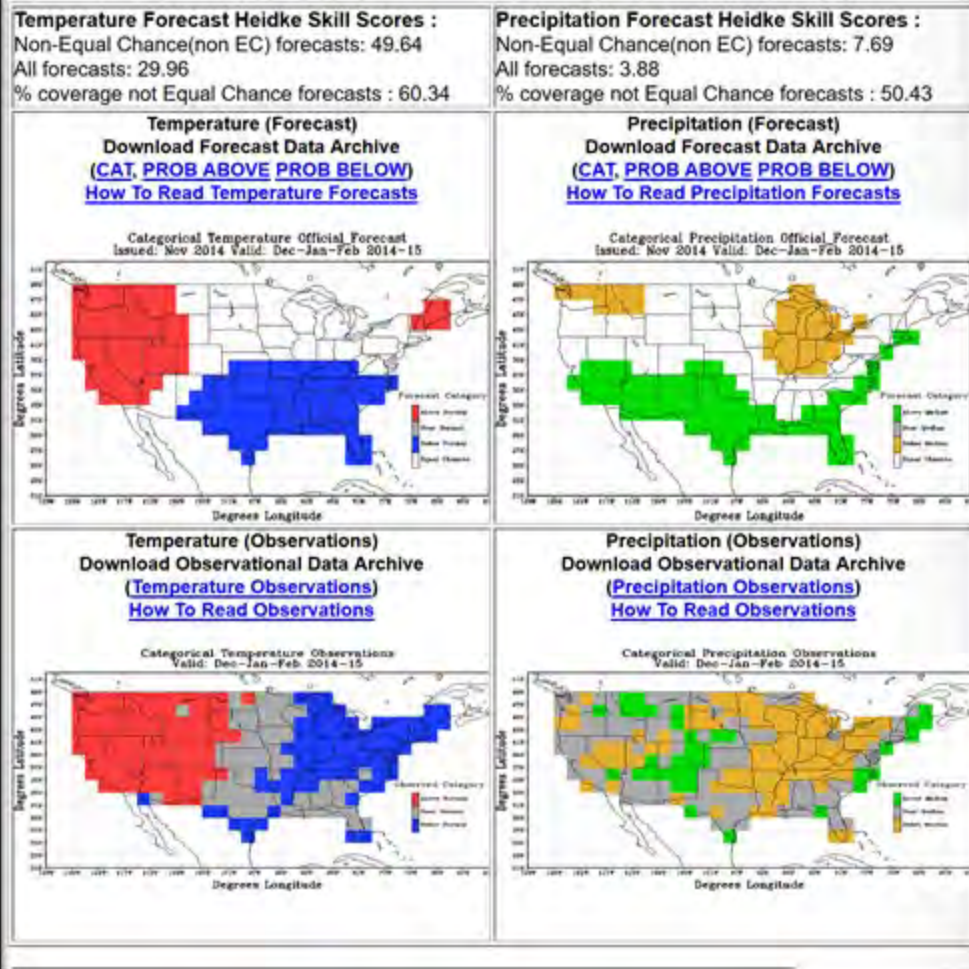 Temperature Forecast Heidke Skill Scores :
Non-Equal Chance(non EC) forecasts: 49.64
All forecasts: 29.96
% coverage not Equal Chance forecasts : 60.34
Precipitation Forecast Heidke Skill Scores :
Non-Equal Chance(non EC) forecasts: 7.69
All forecasts: 3.88
% coverage not Equal Chance forecasts : 50.43
Temperature (Forecast)
Download Forecast Data Archive
(CAT, PROB ABOVE PROB BELOW)
How To Read Temperature Forecasts
Categorical Temperature Official Forecast
Issued: Nov 2014 Valid: Dec-Jan-Feb 2014-15
Degrees Latitude
Forecast Category
Degrees Longitude
Precipitation (Forecast)
Download Forecast Data Archive
(CAT, PROB ABOVE PROB BELOW)
How To Read Precipitation Forecasts
Categorical Precipitation Official Forecast
Issued: Nov 2014 Valid: Dec-Jan-Feb 2014-15
Degrees Latitude
Forecast Category
Degrees Longitude
Temperature (Observations)
Download Observational Data Archive
(Temperature Observations)
How To Read Observations
Categorical Temperature Observations
Valid: Dec-Jan-Feb 2014-15
Degrees Latitude
Observed Category
Degrees Longitude
Precipitation (Observations)
Download Observational Data Archive
(Precipitation Observations)
How To Read Observations
Categorical Precipitation Observations
Valid: Dec-Jan-Feb 2014-15
Degrees Latitude
Observed Category
Degrees Longitude